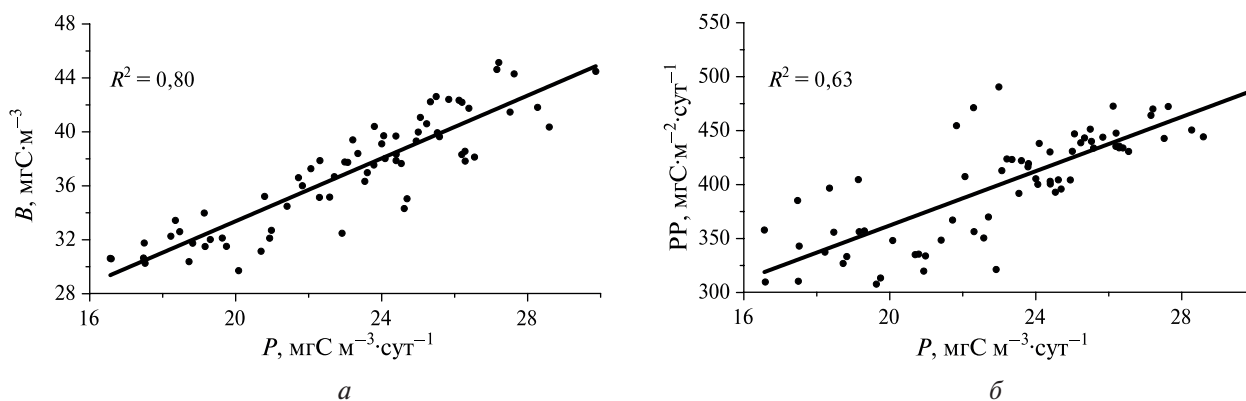 48
44
40
36
32
28
B, мгС·м⁻³
R² = 0,80
16 20 24 28
P, мгС м⁻³·сут⁻¹
а
550
500
450
400
350
300
PP, мгС·м⁻²·сут⁻¹
R² = 0,63
16 20 24 28
P, мгС м⁻³·сут⁻¹
б